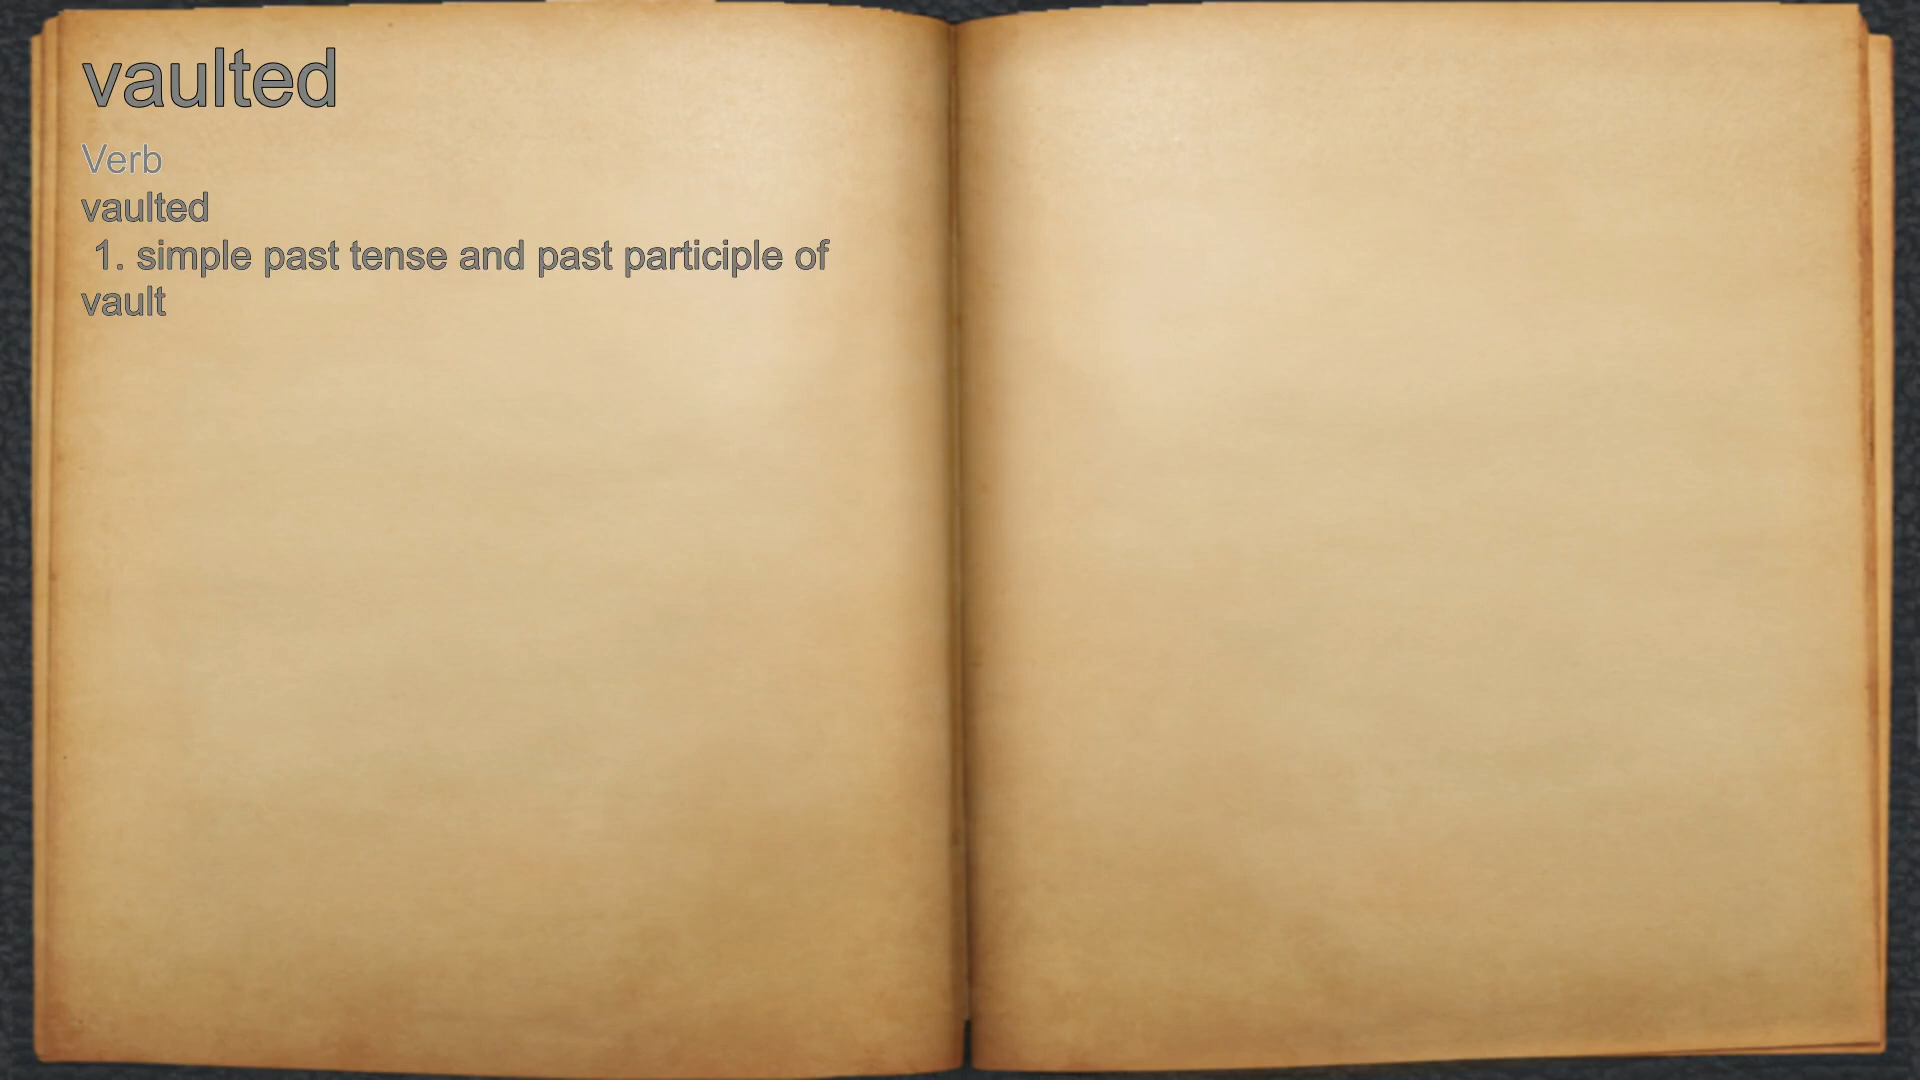 vaulted
Verb
vaulted
1. simple past tense and past participle of
vault